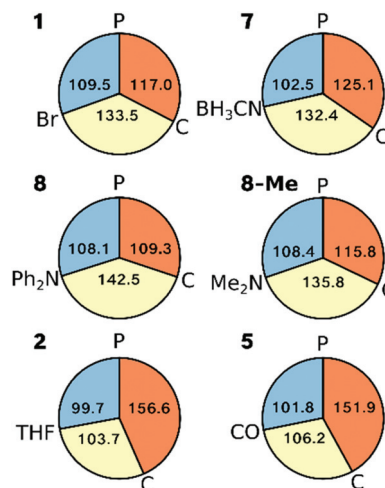 1 7
P P
109.5 117.0 102.5 125.1
Br 133.5 C BH₃CN 132.4 C
8 8-Me
P P
108.1 109.3 108.4 115.8
Ph₂N 142.5 C Me₂N 135.8 C
2 5
P P
99.7 156.6 101.8 151.9
THF 103.7 CO 106.2
C C